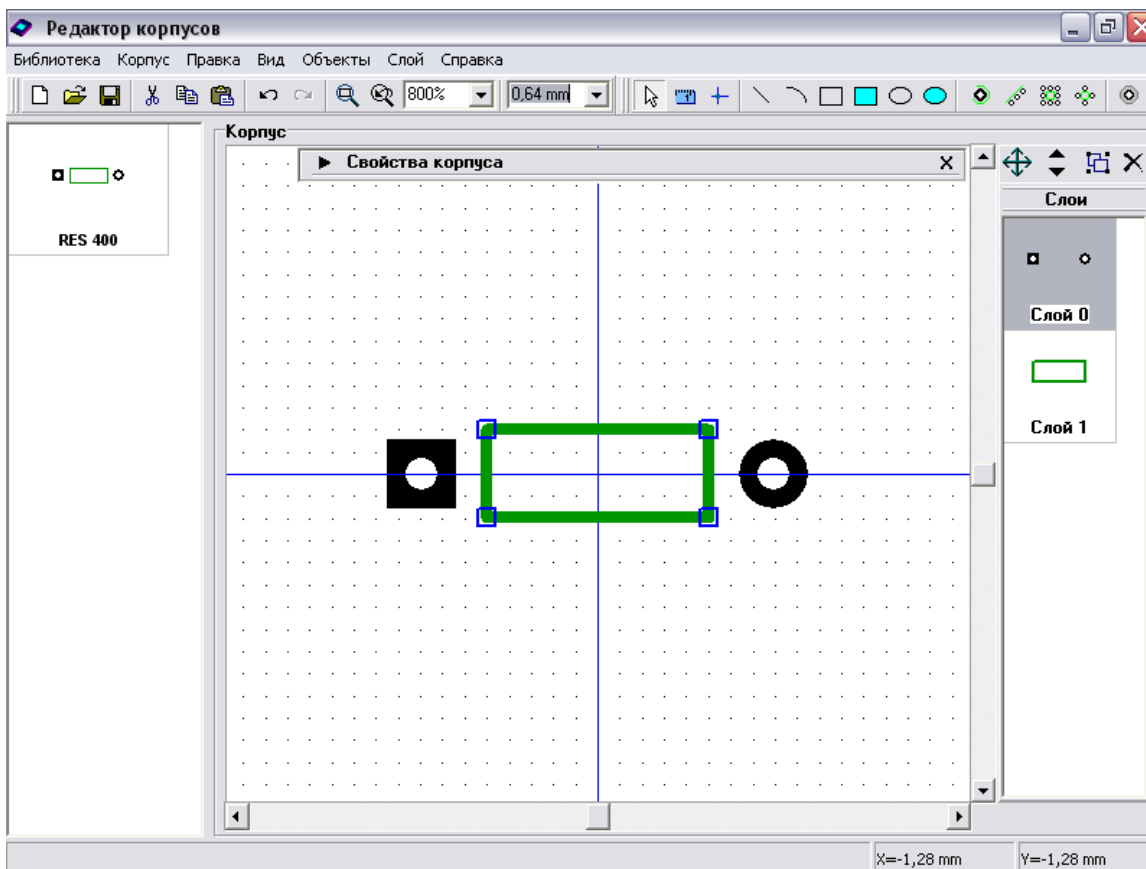 Редактор корпусов
Библиотека Корпус Правка Вид Объекты Слой Справка
800% 0,64 mm
Корпус
Свойства корпуса X
RES 400
Слои
Слой 0
Слой 1
X=-1,28 mm Y=-1,28 mm